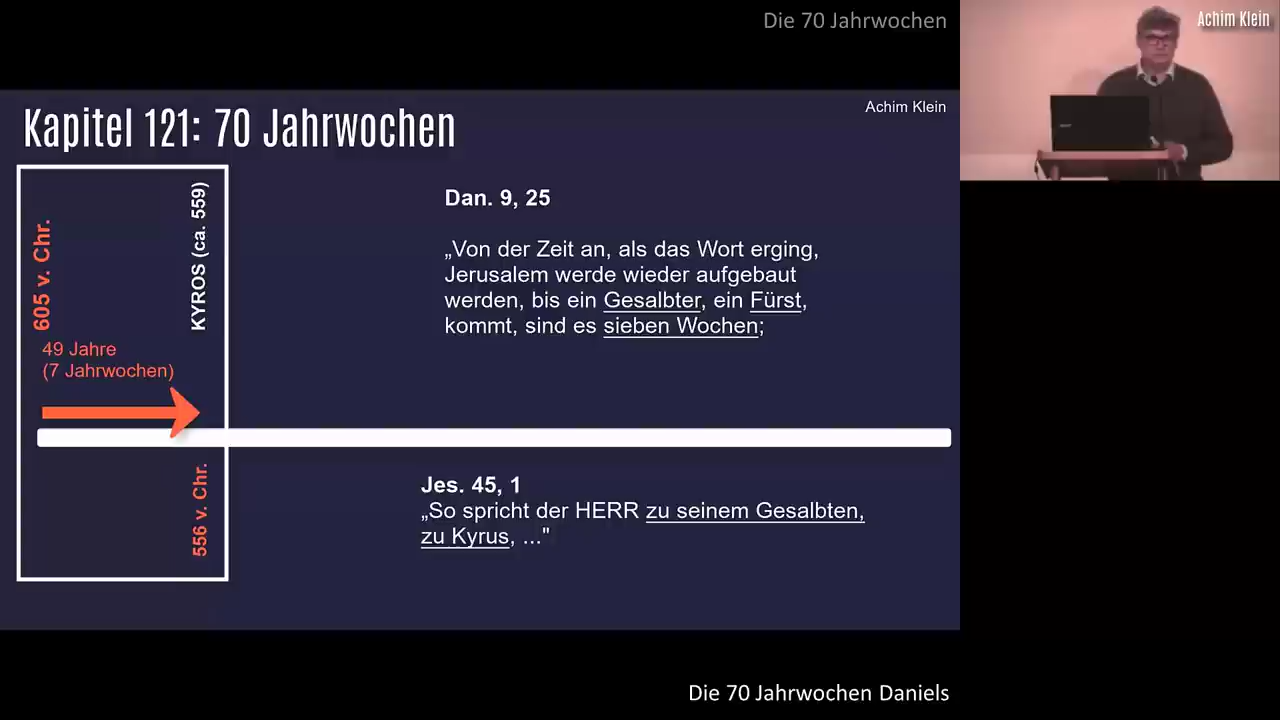 Die 70 Jahrwochen
Achim Klein
Achim Klein
Kapitel 121: 70 Jahrwochen
605 v. Chr.
KYROS (ca. 559)
49 Jahre
(7 Jahrwochen)
556 v. Chr.
Dan. 9, 25
„Von der Zeit an, als das Wort erging,
Jerusalem werde wieder aufgebaut
werden, bis ein Gesalbter, ein Fürst,
kommt, sind es sieben Wochen;
Jes. 45, 1
„So spricht der HERR zu seinem Gesalbten,
zu Kyrus, ..."
Die 70 Jahrwochen Daniels